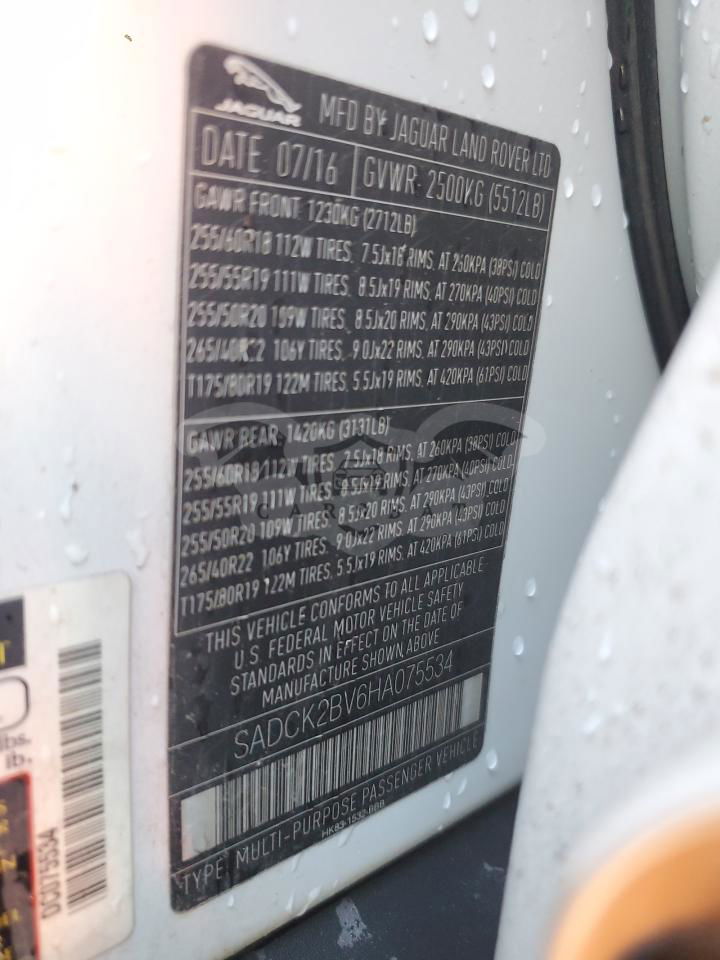 JAGUAR
MFD BY JAGUAR LAND ROVER LTD
DATE: 07/16
GVWR: 2500KG (5512LB)
GAWR FRONT: 1230KG (2712LB)
255/60R18 112W TIRES, 7.5Jx18 RIMS, AT 260KPA (38PSI) COLD
255/55R19 111W TIRES, 8.5Jx19 RIMS, AT 270KPA (40PSI) COLD
255/50R20 109W TIRES, 8.5Jx20 RIMS, AT 290KPA (43PSI) COLD
265/40R22 106Y TIRES, 9.0Jx22 RIMS, AT 290KPA (43PSI) COLD
T175/80R19 122M TIRES, 5.5Jx19 RIMS, AT 420KPA (61PSI) COLD
GAWR REAR: 1420KG (3131LB)
255/60R18 112W TIRES, 7.5Jx18 RIMS, AT 260KPA (38PSI) COLD
255/55R19 111W TIRES, 8.5Jx19 RIMS, AT 270KPA (40PSI) COLD
255/50R20 109W TIRES, 8.5Jx20 RIMS, AT 290KPA (43PSI) COLD
265/40R22 106Y TIRES, 9.0Jx22 RIMS, AT 290KPA (43PSI) COLD
T175/80R19 122M TIRES, 5.5Jx19 RIMS, AT 420KPA (61PSI) COLD
THIS VEHICLE CONFORMS TO ALL APPLICABLE
U.S. FEDERAL MOTOR VEHICLE SAFETY
STANDARDS IN EFFECT ON THE DATE OF
MANUFACTURE SHOWN ABOVE
SADCK2BV6HA075534
TYPE: MULTI-PURPOSE PASSENGER VEHICLE
HK83-1532-BBB
lbs.
lb.